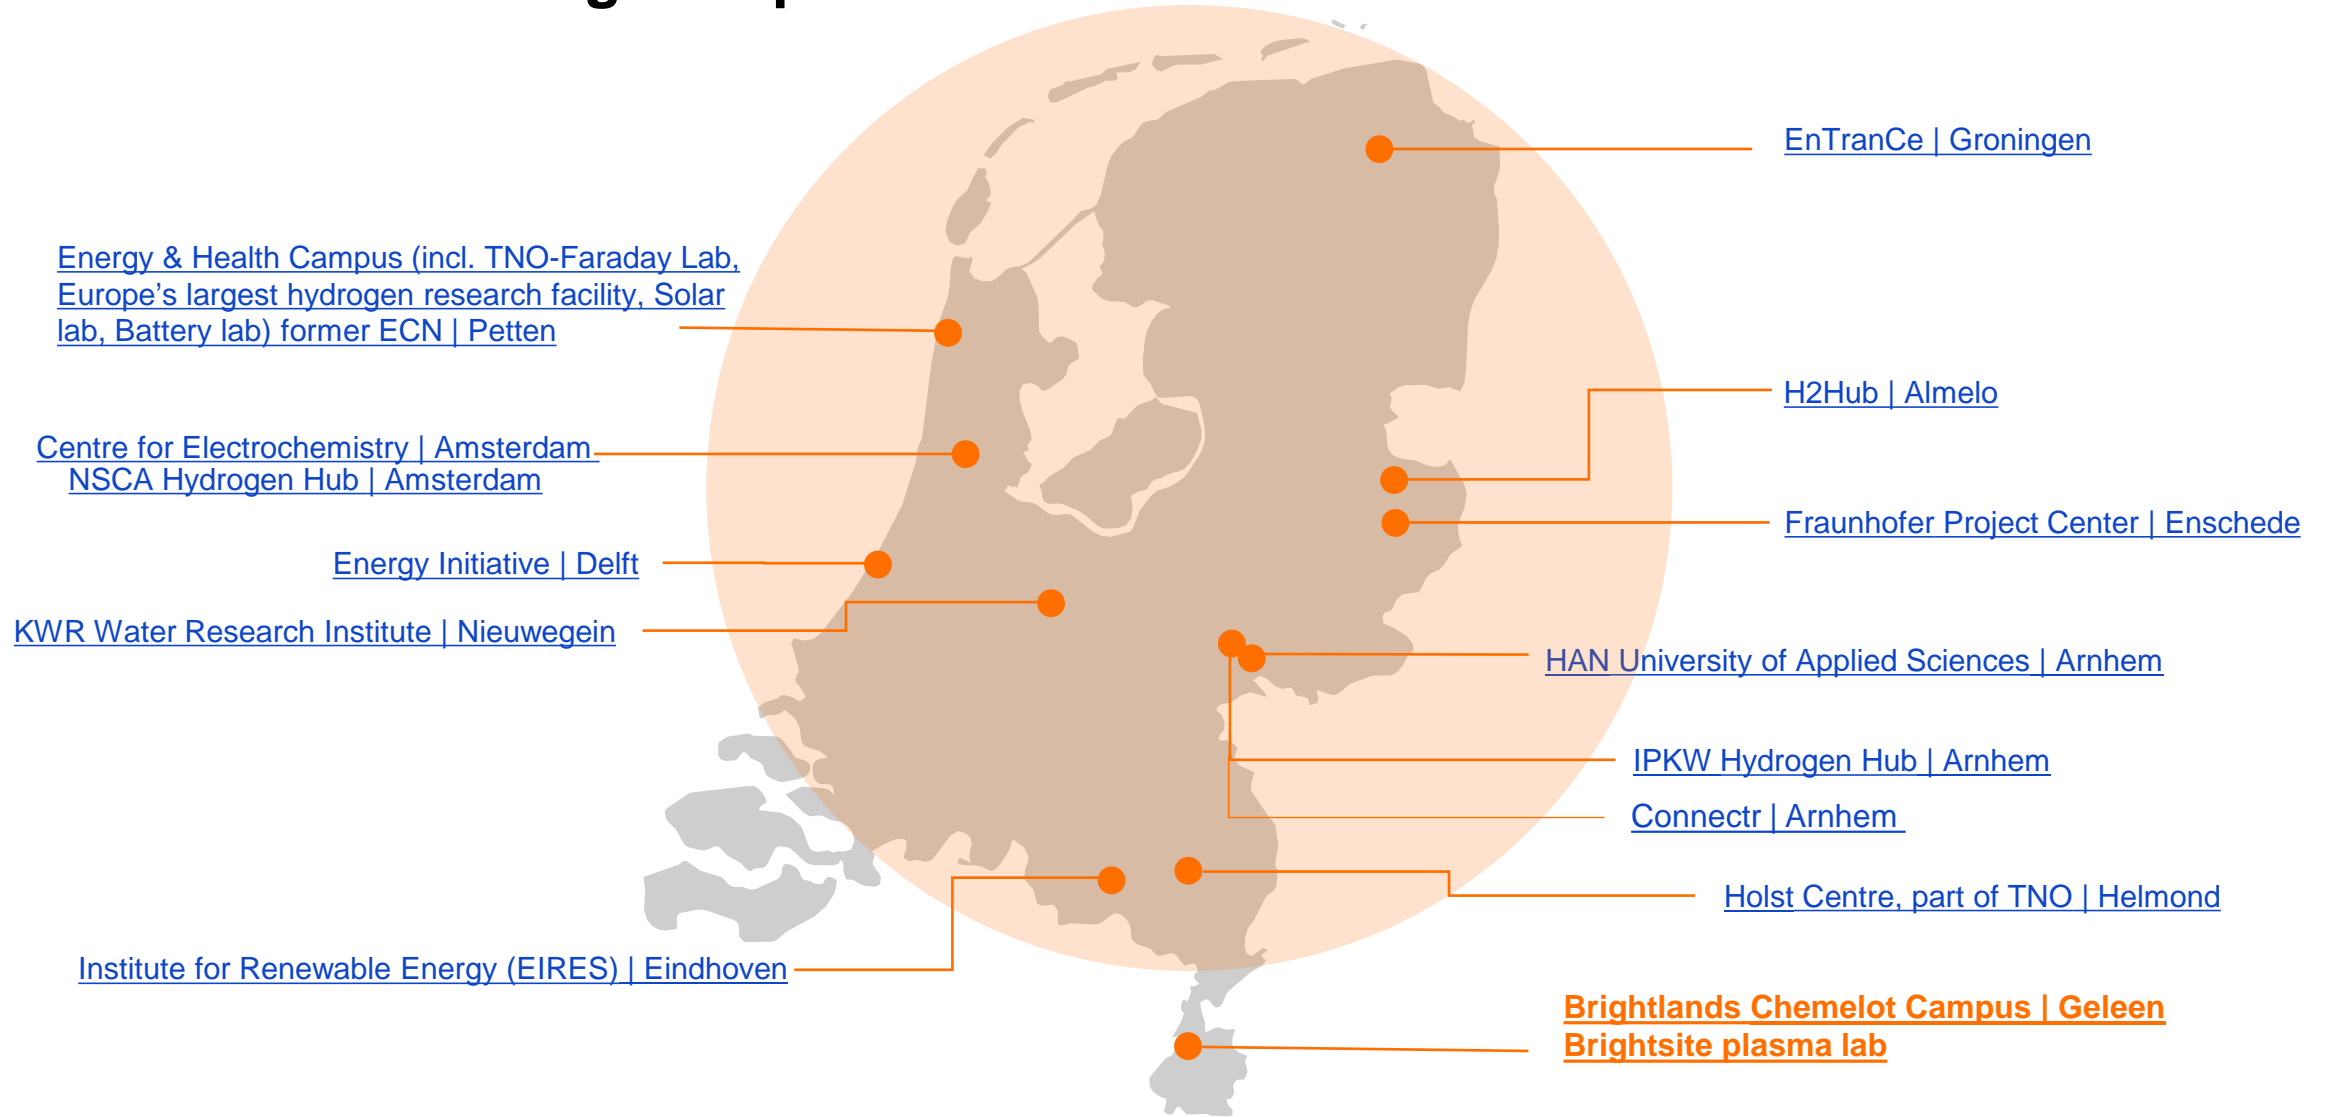 EnTranCe | Groningen
Energy & Health Campus (incl. TNO-Faraday Lab,
Europe’s largest hydrogen research facility, Solar
lab, Battery lab) former ECN | Petten
H2Hub | Almelo
Centre for Electrochemistry | Amsterdam
NSCA Hydrogen Hub | Amsterdam
Fraunhofer Project Center | Enschede
Energy Initiative | Delft
KWR Water Research Institute | Nieuwegein
HAN University of Applied Sciences | Arnhem
IPKW Hydrogen Hub | Arnhem
Connectr | Arnhem
Holst Centre, part of TNO | Helmond
Institute for Renewable Energy (EIRES) | Eindhoven
Brightlands Chemelot Campus | Geleen
Brightsite plasma lab